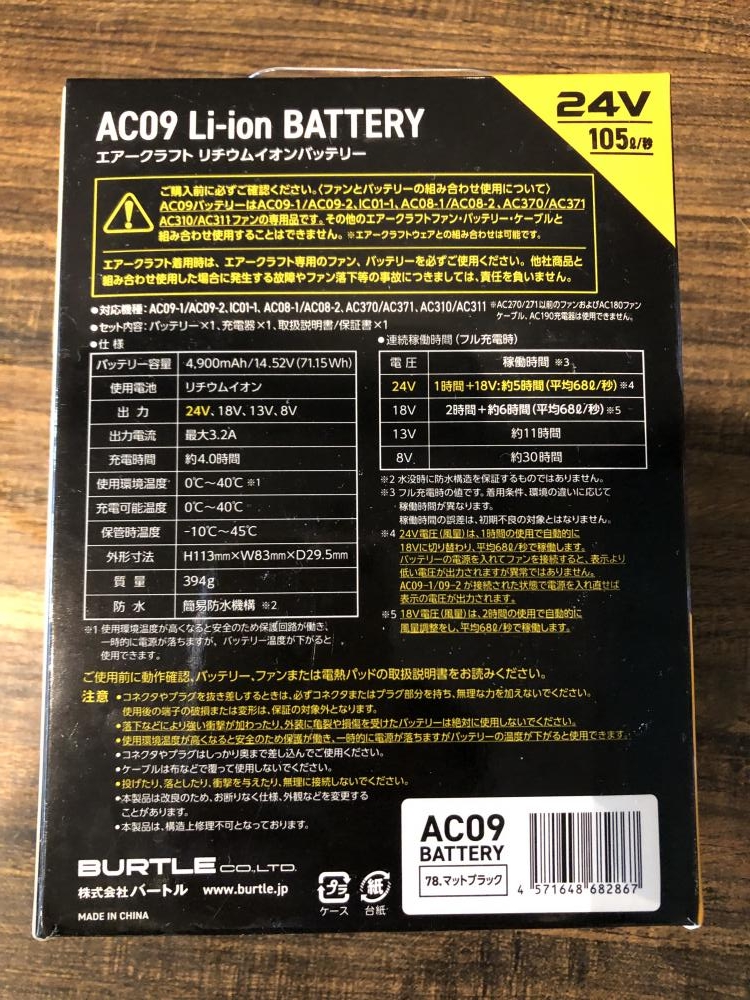 24V
105ℓ/秒
AC09 Li-ion BATTERY
エアークラフト リチウムイオンバッテリー
ご購入前に必ずご確認ください。〈ファンとバッテリーの組み合わせ使用について〉
AC09バッテリーはAC09-1/AC09-2、IC01-1、AC08-1/AC08-2、AC370/AC371
AC310/AC311ファンの専用品です。その他のエアークラフトファン・バッテリー・ケーブルと
組み合わせ使用することはできません。※エアークラフトウェアとの組み合わせは可能です。
エアークラフト着用時は、エアークラフト専用のファン、バッテリーを必ずご使用ください。他社商品と
組み合わせ使用した場合に発生する故障やファン落下等の事故につきましては、責任を負いません。
●対応機種：AC09-1/AC09-2、IC01-1、AC08-1/AC08-2、AC370/AC371、AC310/AC311 ※AC270/271以前のファンおよびAC180ファン
ケーブル、AC190充電器は使用できません。
●セット内容：バッテリー×1、充電器×1、取扱説明書/保証書×1
●仕様
バッテリー容量 4,900mAh/14.52V(71.15Wh)
使用電池 リチウムイオン
出力 24V、18V、13V、8V
出力電流 最大3.2A
充電時間 約4.0時間
使用環境温度 0℃〜40℃ ※1
充電可能温度 0℃〜40℃
保管時温度 -10℃〜45℃
外形寸法 H113mm×W83mm×D29.5mm
質量 394g
防水 簡易防水機構 ※2
※1 使用環境温度が高くなると安全のため保護回路が働き、
一時的に電源が落ちますが、バッテリー温度が下がると
使用できます。
●連続稼働時間（フル充電時）
電圧 稼働時間 ※3
24V 1時間＋18V：約5時間（平均68ℓ/秒）※4
18V 2時間＋約6時間（平均68ℓ/秒）※5
13V 約11時間
8V 約30時間
※2 水没時に防水構造を保証するものではありません。
※3 フル充電時の値です。着用条件、環境の違いに応じて
稼働時間が異なります。
稼働時間の誤差は、初期不良の対象とはなりません。
※4 24V電圧（風量）は、1時間の使用で自動的に
18Vに切り替わり、平均68ℓ/秒で稼働します。
バッテリーの電源を入れてファンを接続すると、表示より
低い電圧が出力されますが異常ではありません。
AC09-1/09-2 が接続された状態で電源を入れ直せば
表示の電圧が出力されます。
※5 18V電圧（風量）は、2時間の使用で自動的に
風量調整をし、平均68ℓ/秒で稼働します。
ご使用前に動作確認、バッテリー、ファンまたは電熱パッドの取扱説明書をお読みください。
注意 ●コネクタやプラグを抜き差しするときは、必ずコネクタまたはプラグ部分を持ち、無理な力を加えないでください。
使用後の端子の破損または変形は、保証の対象外となります。
●落下などにより強い衝撃が加わったり、外装に亀裂や損傷を受けたバッテリーは絶対に使用しないでください。
●使用環境温度が高くなると安全のため保護が働き、一時的に電源が落ちますがバッテリーの温度が下がると使用できます。
●コネクタやプラグはしっかり奥まで差し込んでご使用ください。
●ケーブルは布などで覆って使用しないでください。
●投げたり、落としたり、衝撃を与えたり、無理に接続しないでください。
●本製品は改良のため、お断りなく仕様、外観などを変更する
ことがあります。
●本製品は、構造上修理不可となっております。
BURTLE CO.,LTD.
株式会社バートル www.burtle.jp
MADE IN CHINA
プラ
ケース
紙
台紙
AC09
BATTERY
78.マットブラック
4 571648 682867